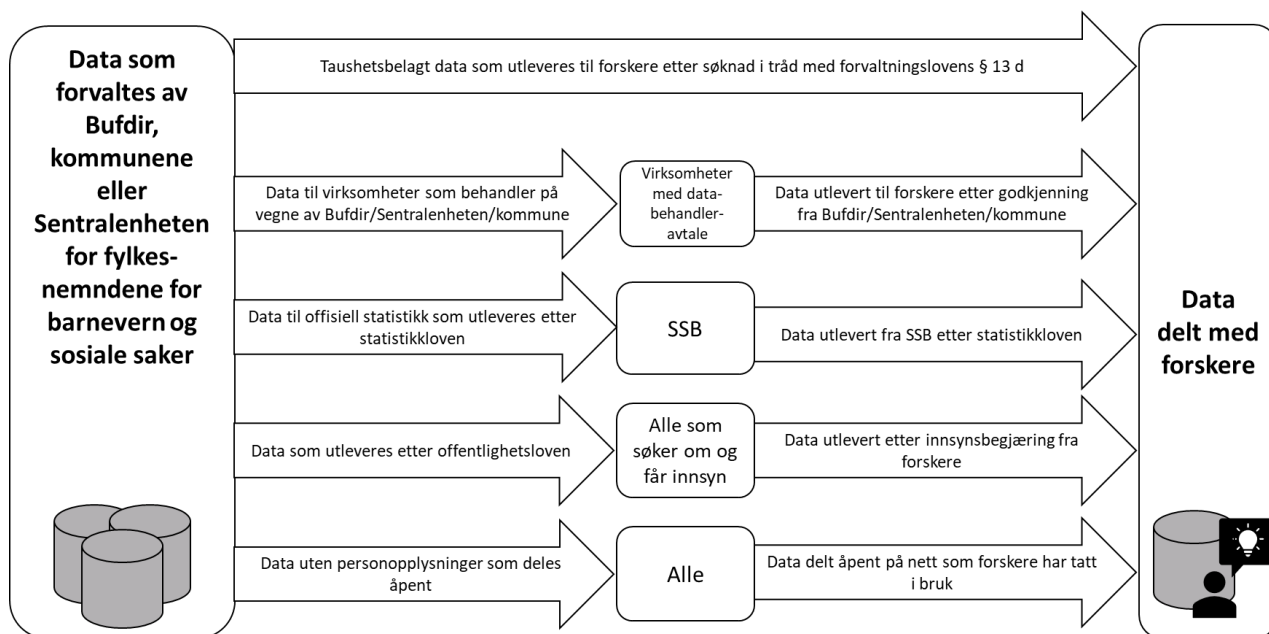 Data som
forvaltes av
Bufdir,
kommunene
eller
Sentralenheten
for fylkes-
nemndene for
barnevern og
sosiale saker
Taushetsbelagt data som utleveres til forskere etter søknad i tråd med forvaltningslovens § 13 d
Data til virksomheter som behandler på
vegne av Bufdir/Sentralenheten/kommune
Virksomheter
med data-
behandler-
avtale
Data utlevert til forskere etter godkjenning
fra Bufdir/Sentralenheten/kommune
Data til offisiell statistikk som utleveres etter
statistikkloven
SSB
Data utlevert fra SSB etter statistikkloven
Data som utleveres etter offentlighetsloven
Alle som
søker om og
får innsyn
Data utlevert etter innsynsbegjæring fra
forskere
Data uten personopplysninger som deles
åpent
Alle
Data delt åpent på nett som forskere har tatt
i bruk
Data
delt med
forskere